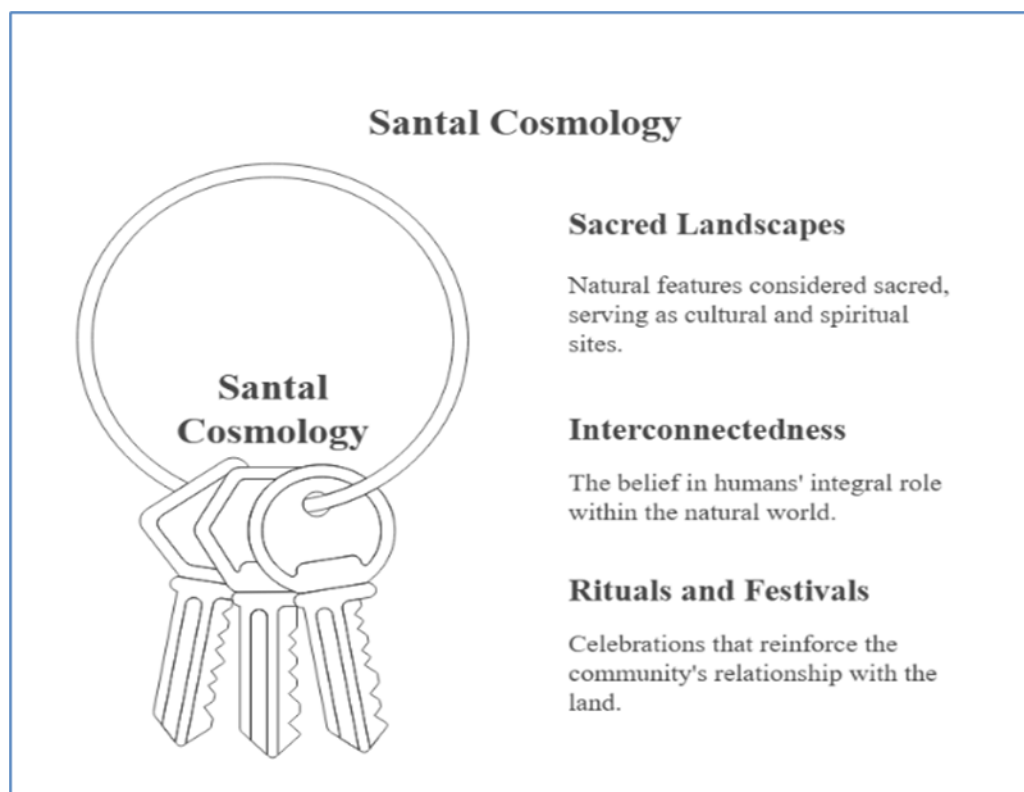 Santal Cosmology
Santal
Cosmology
Sacred Landscapes
Natural features considered sacred,
serving as cultural and spiritual
sites.
Interconnectedness
The belief in humans' integral role
within the natural world.
Rituals and Festivals
Celebrations that reinforce the
community's relationship with the
land.